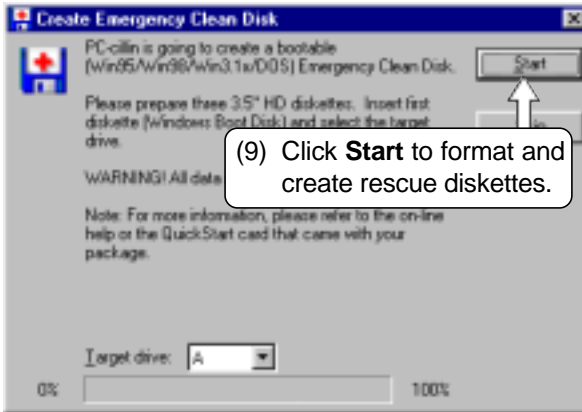 Create Emergency Clean Disk
PC-cillin is going to create a bootable
(Win95/Win98/Win3.1x/DOS) Emergency Clean Disk.
Start
Please prepare three 3.5" HD diskettes. Insert first
diskette (Windows Boot Disk) and select the target
drive.
(9) Click Start to format and
create rescue diskettes.
WARNING! All data
Note: For more information, please refer to the on-line
help or the QuickStart card that came with your
package.
Target drive: A
0% 100%